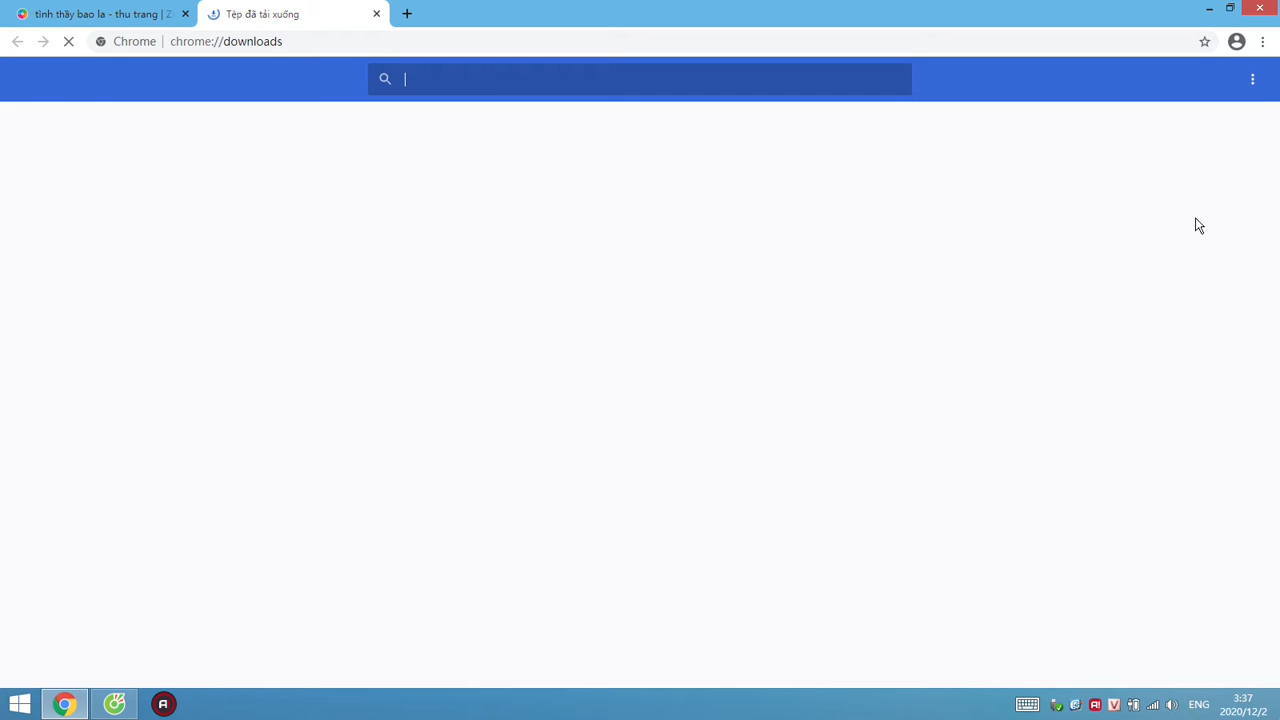 tình thầy bao la - thu trang | Z
Tệp đã tải xuống
Chrome
chrome://downloads
ENG
3:37
2020/12/2